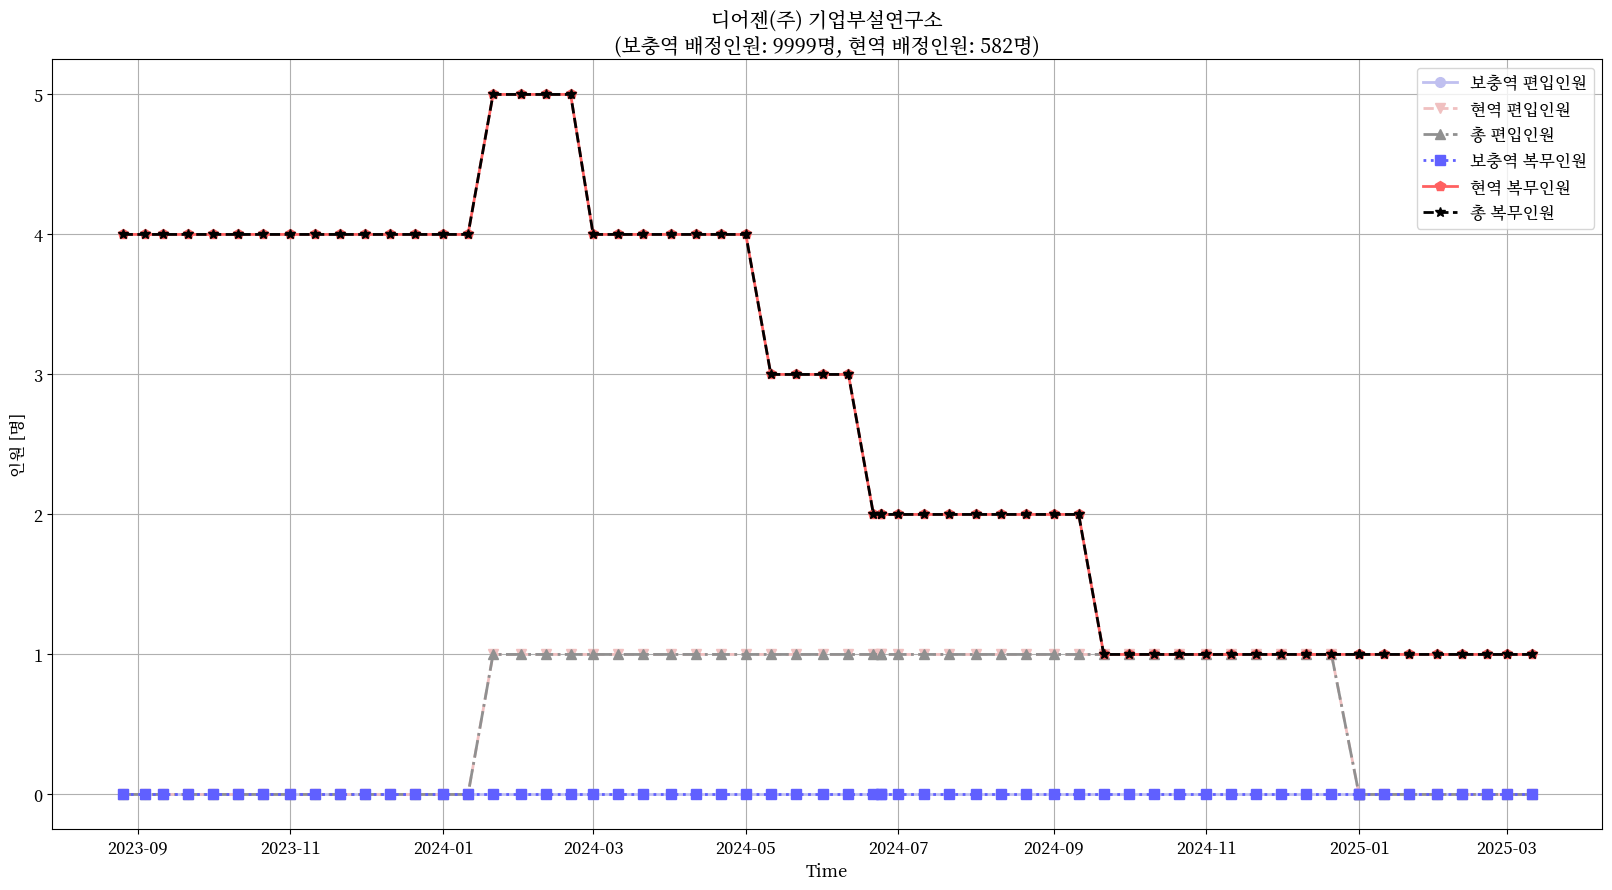 디어젠(주) 기업부설연구소
(보충역 배정인원: 9999명, 현역 배정인원: 582명)
보충역 편입인원
현역 편입인원
총 편입인원
보충역 복무인원
현역 복무인원
총 복무인원
인원 [명]
5
4
3
2
1
0
2023-09
2023-11
2024-01
2024-03
2024-05
2024-07
2024-09
2024-11
2025-01
2025-03
Time